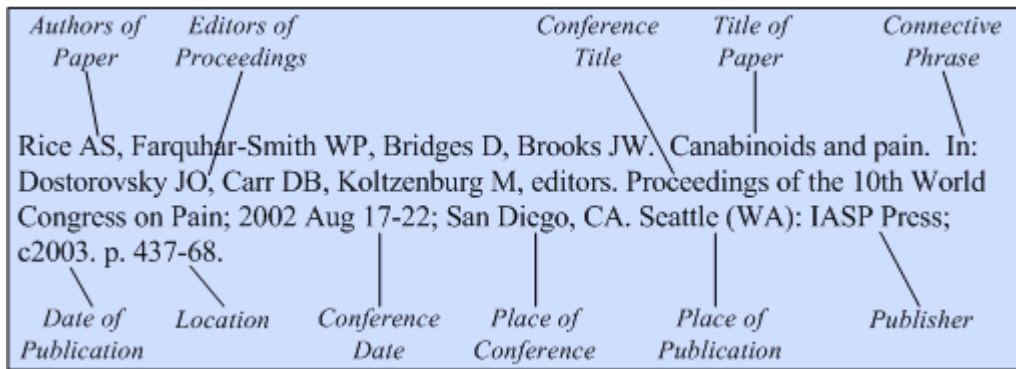 Authors of Editors of Conference Title of Connective
Paper Proceedings Title Paper Phrase
Rice AS, Farquhar-Smith WP, Bridges D, Brooks JW. Canabinoids and pain. In:
Dostorovsky JO, Carr DB, Koltzenburg M, editors. Proceedings of the 10th World
Congress on Pain; 2002 Aug 17-22; San Diego, CA. Seattle (WA): IASP Press;
c2003. p. 437-68.
Date of Location Conference Place of Place of Publisher
Publication Date Conference Publication